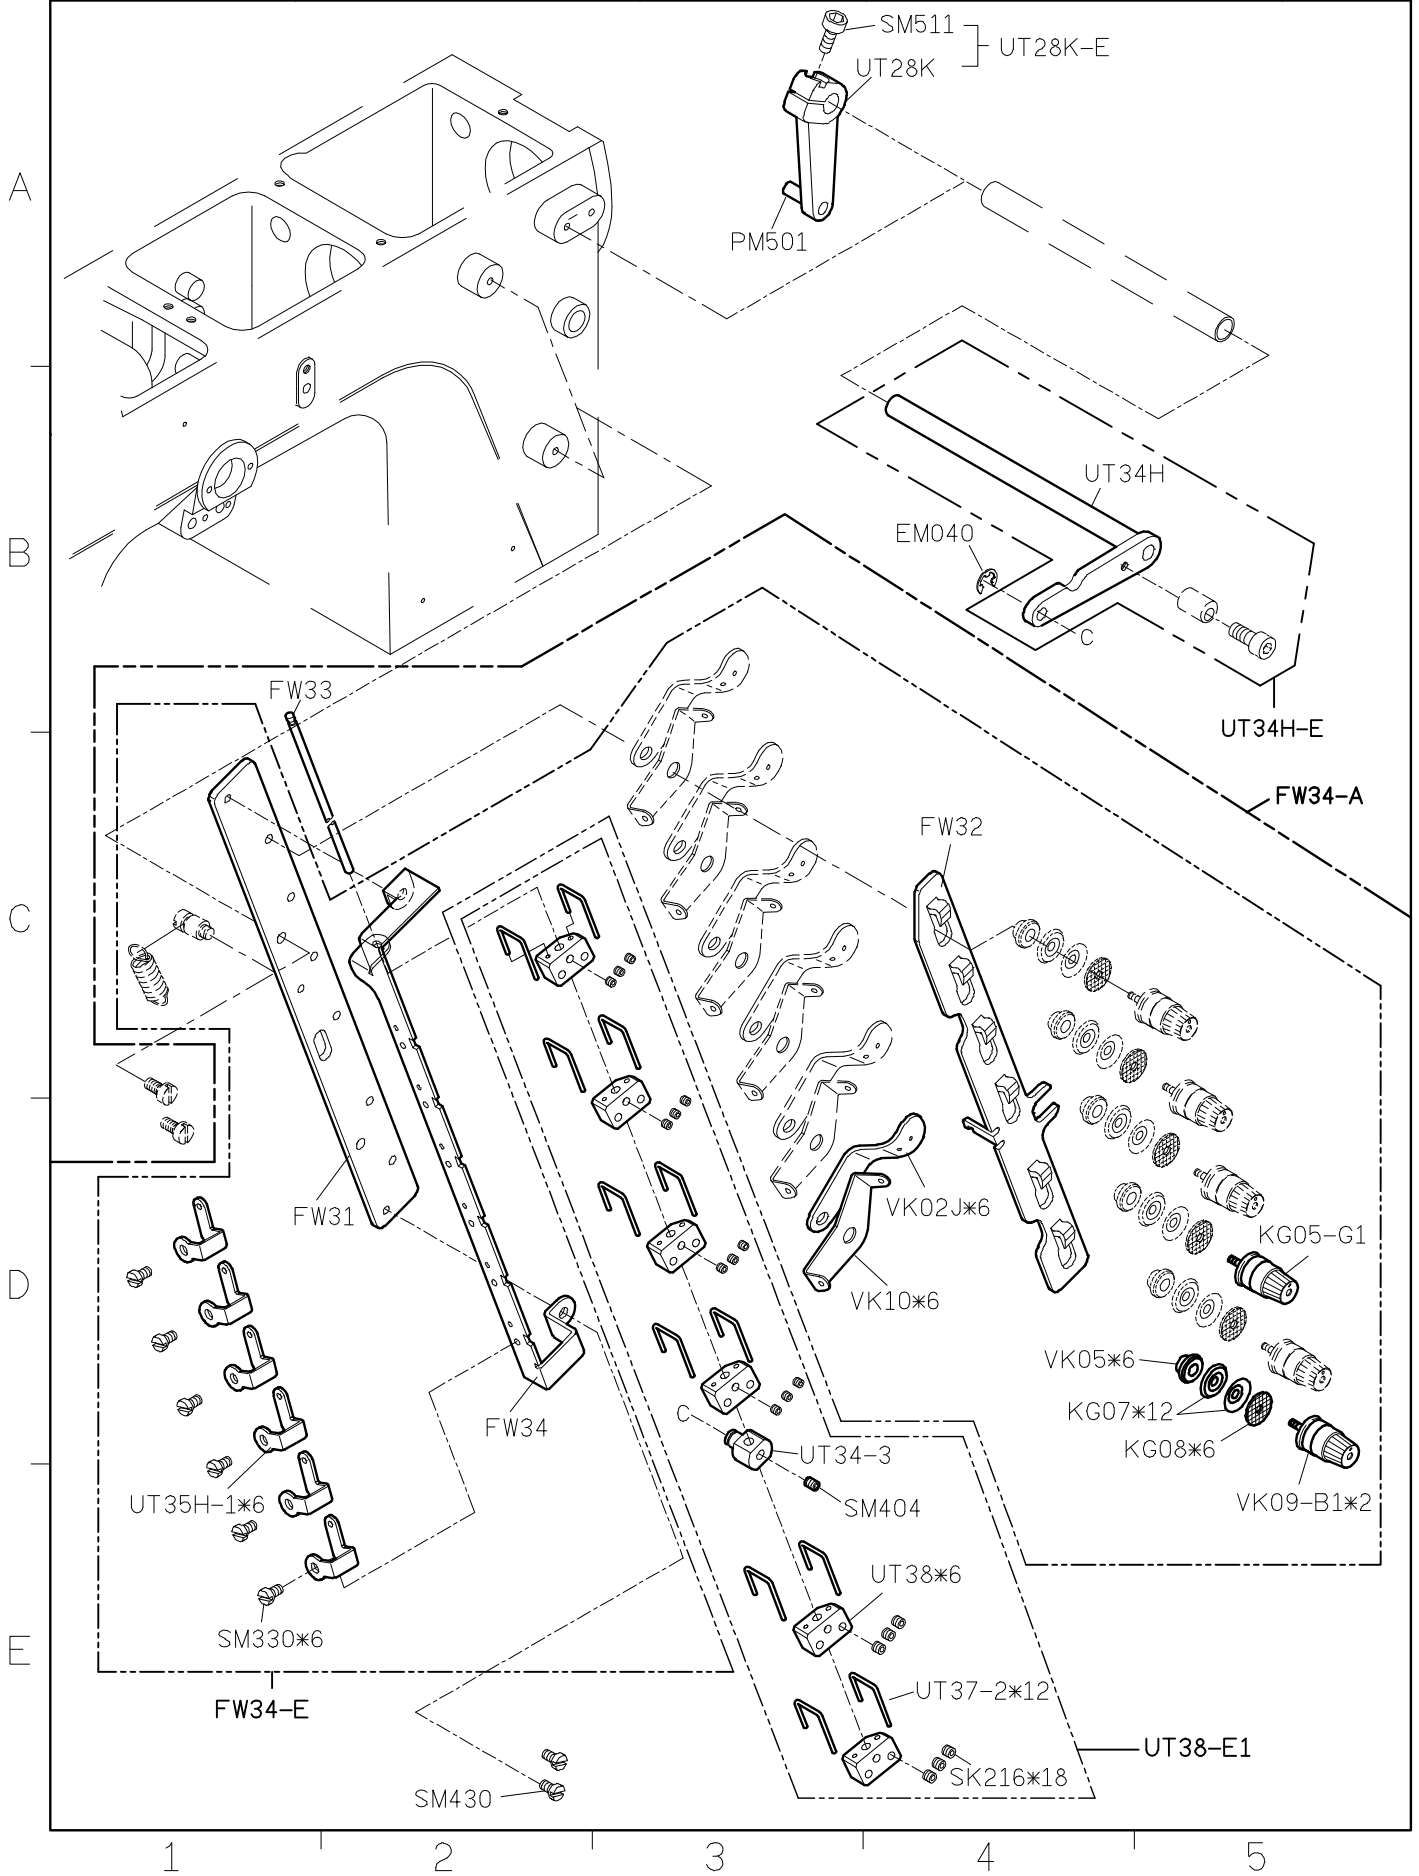 SM511
UT28K-E
UT28K
A
PM501
UT34H
EM040
B
C
FW33
UT34H-E
FW34-A
FW32
C
FW31
VK02J*6
KG05-G1
D
VK10*6
VK05*6
KG07*12
FW34
C
KG08*6
UT34-3
UT35H-1*6
SM404
VK09-B1*2
UT38*6
SM330*6
E
UT37-2*12
FW34-E
UT38-E1
SK216*18
SM430
1 2 3 4 5